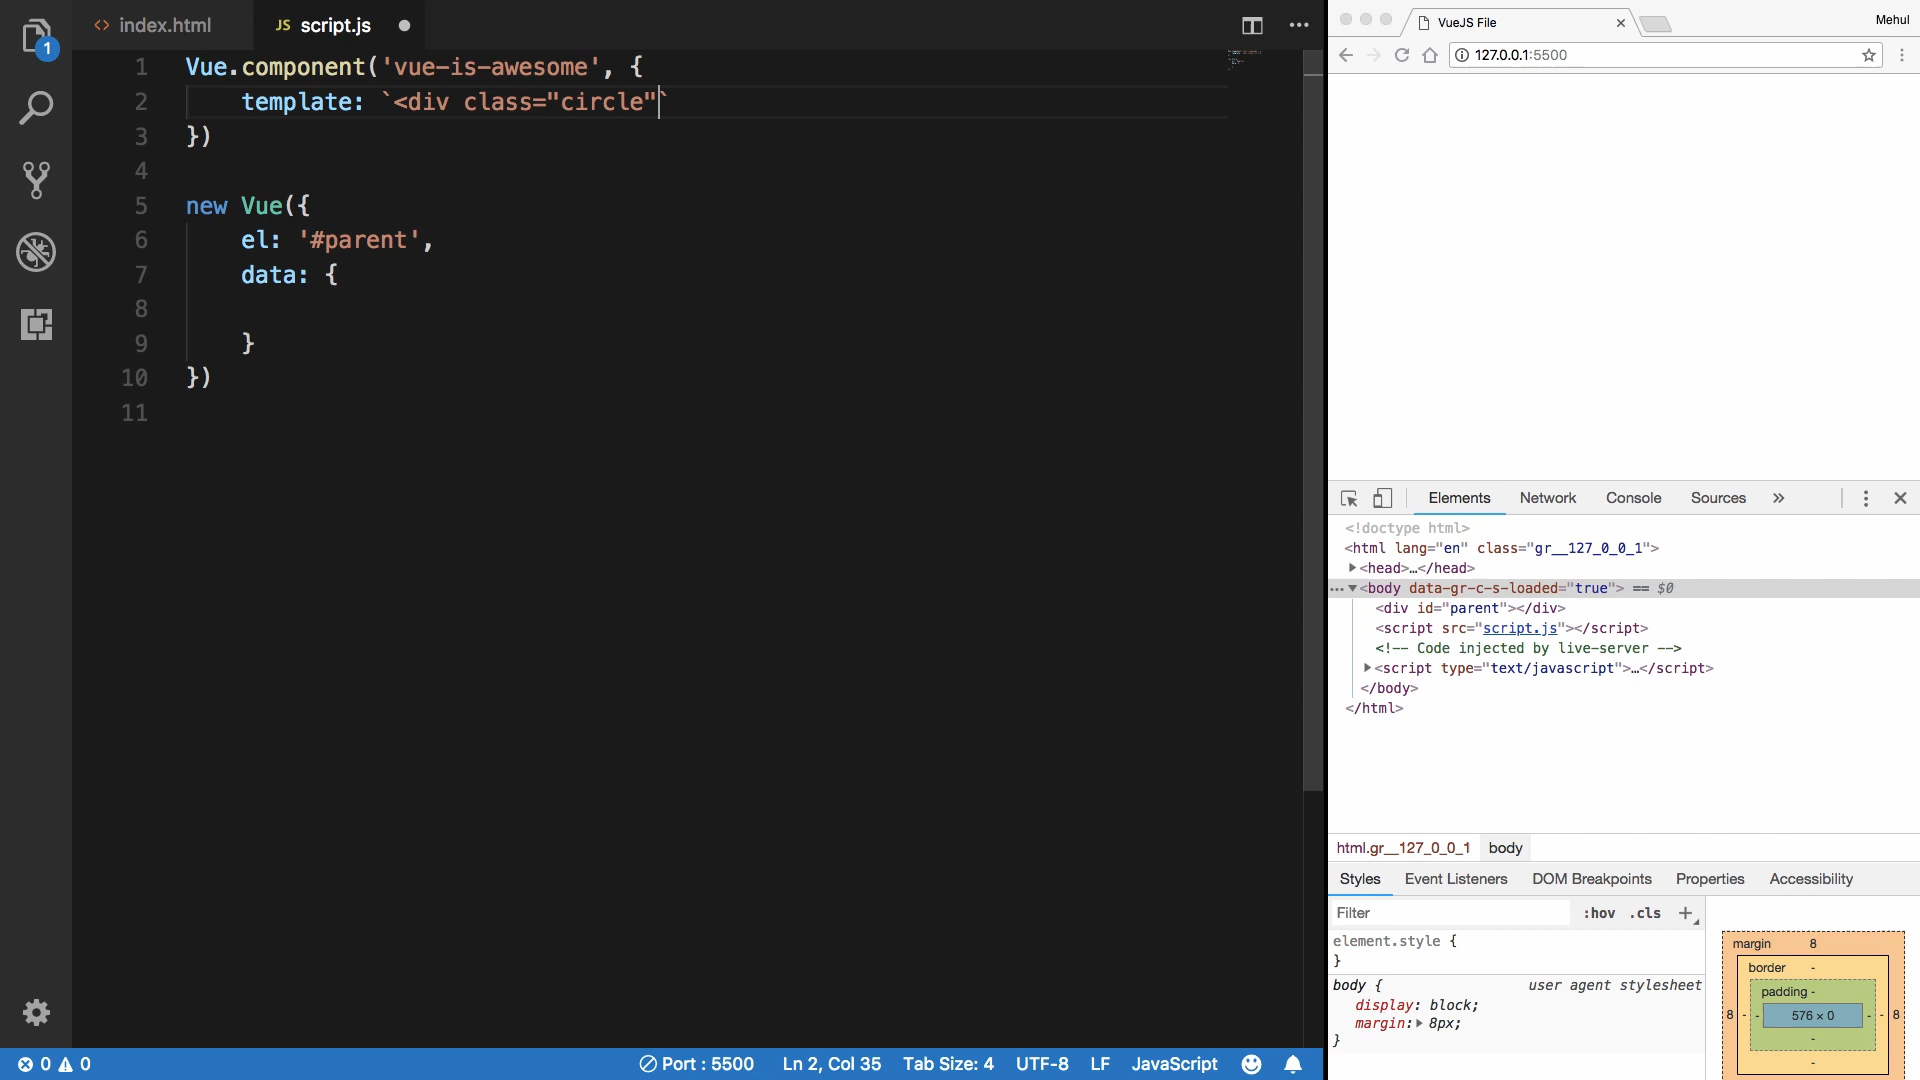 index.html
JS script.js
1
1 Vue.component('vue-is-awesome', {
2 template: `<div class="circle"`
3 })
4
5 new Vue({
6 el: '#parent',
7 data: {
8
9 }
10 })
11
0 0
Port : 5500 Ln 2, Col 35 Tab Size: 4 UTF-8 LF JavaScript
VueJS File
Mehul
127.0.0.1:5500
Elements Network Console Sources »
<!doctype html>
<html lang="en" class="gr__127_0_0_1">
<head>…</head>
<body data-gr-c-s-loaded="true"> == $0
<div id="parent"></div>
<script src="script.js"></script>
<!-- Code injected by live-server -->
<script type="text/javascript">…</script>
</body>
</html>
html.gr__127_0_0_1 body
Styles Event Listeners DOM Breakpoints Properties Accessibility
Filter :hov .cls +
element.style {
}
body { user agent stylesheet
display: block;
margin: 8px;
}
margin 8
border -
padding -
8 - - 576 × 0 - - 8
-
-